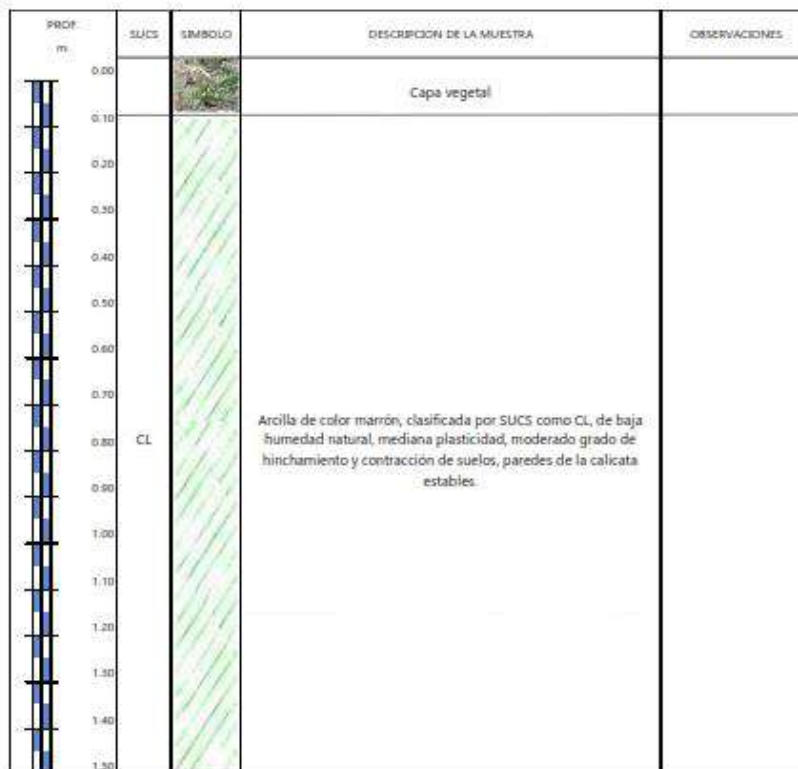 PROF. m
SUCS
SIMBOLO
DESCRIPCION DE LA MUESTRA
OBSERVACIONES
0.00
Capa vegetal
0.10
0.20
0.30
0.40
0.50
0.60
0.70
0.80
0.90
1.00
1.10
1.20
1.30
1.40
1.50
CL
Arcilla de color marrón, clasificada por SUCS como CL, de baja
humedad natural, mediana plasticidad, moderado grado de
hinchamiento y contracción de suelos, paredes de la calicata
estables.